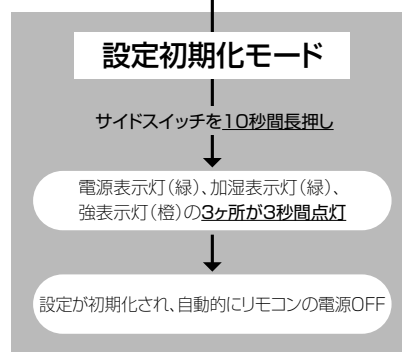 設定初期化モード
サイドスイッチを10秒間長押し
電源表示灯（緑）、加湿表示灯（緑）、
強表示灯（橙）の3ヶ所が3秒間点灯
設定が初期化され、自動的にリモコンの電源OFF